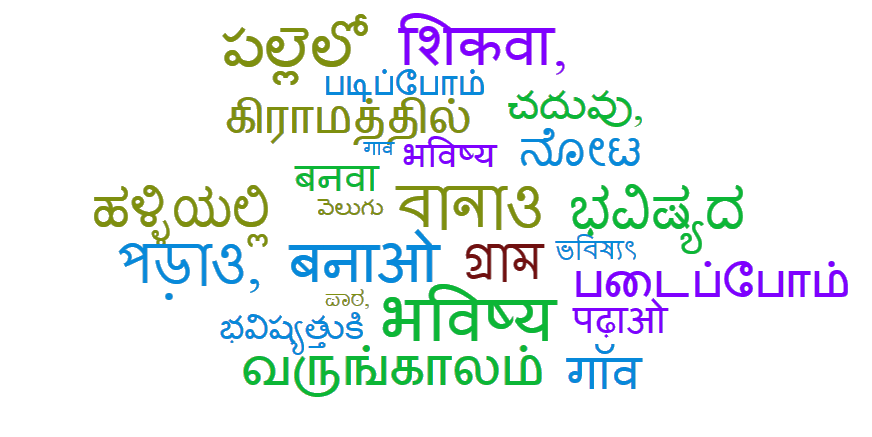 పల్లెలో शिकवा,
படிப்போம்
கிராமத்தில் చదువు,
गाव भविष्य ನೋಟ
बनवा
ಹಳ್ಳಿಯಲ್ಲಿ వెలుగు বানাও ಭವಿಷ್ಯದ
পড়াও, बनाओ ग्राम ভবিষ্যৎ
படைப்போம்
ಪಾಠ,
భవిష్యత్తుకి भविष्य पढ़ाओ
வருங்காலம் गाँव